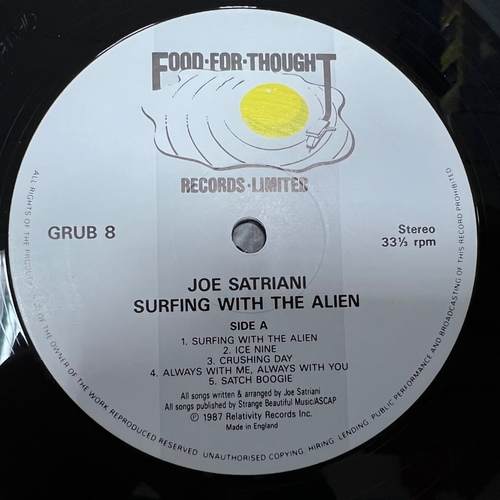 FOOD·FOR·THOUGHT
RECORDS·LIMITED
GRUB 8
Stereo
33⅓ rpm
JOE SATRIANI
SURFING WITH THE ALIEN
SIDE A
1. SURFING WITH THE ALIEN
2. ICE NINE
3. CRUSHING DAY
4. ALWAYS WITH ME, ALWAYS WITH YOU
5. SATCH BOOGIE
All songs written & arranged by Joe Satriani
All songs published by Strange Beautiful Music/ASCAP
℗ 1987 Relativity Records Inc.
Made in England
ALL RIGHTS OF THE OF THE OWNER OF THE WORK REPRODUCED RESERVED UNAUTHORISED COPYING, HIRING, LENDING, PUBLIC PERFORMANCE AND BROADCASTING OF THIS RECORD PROHIBITED